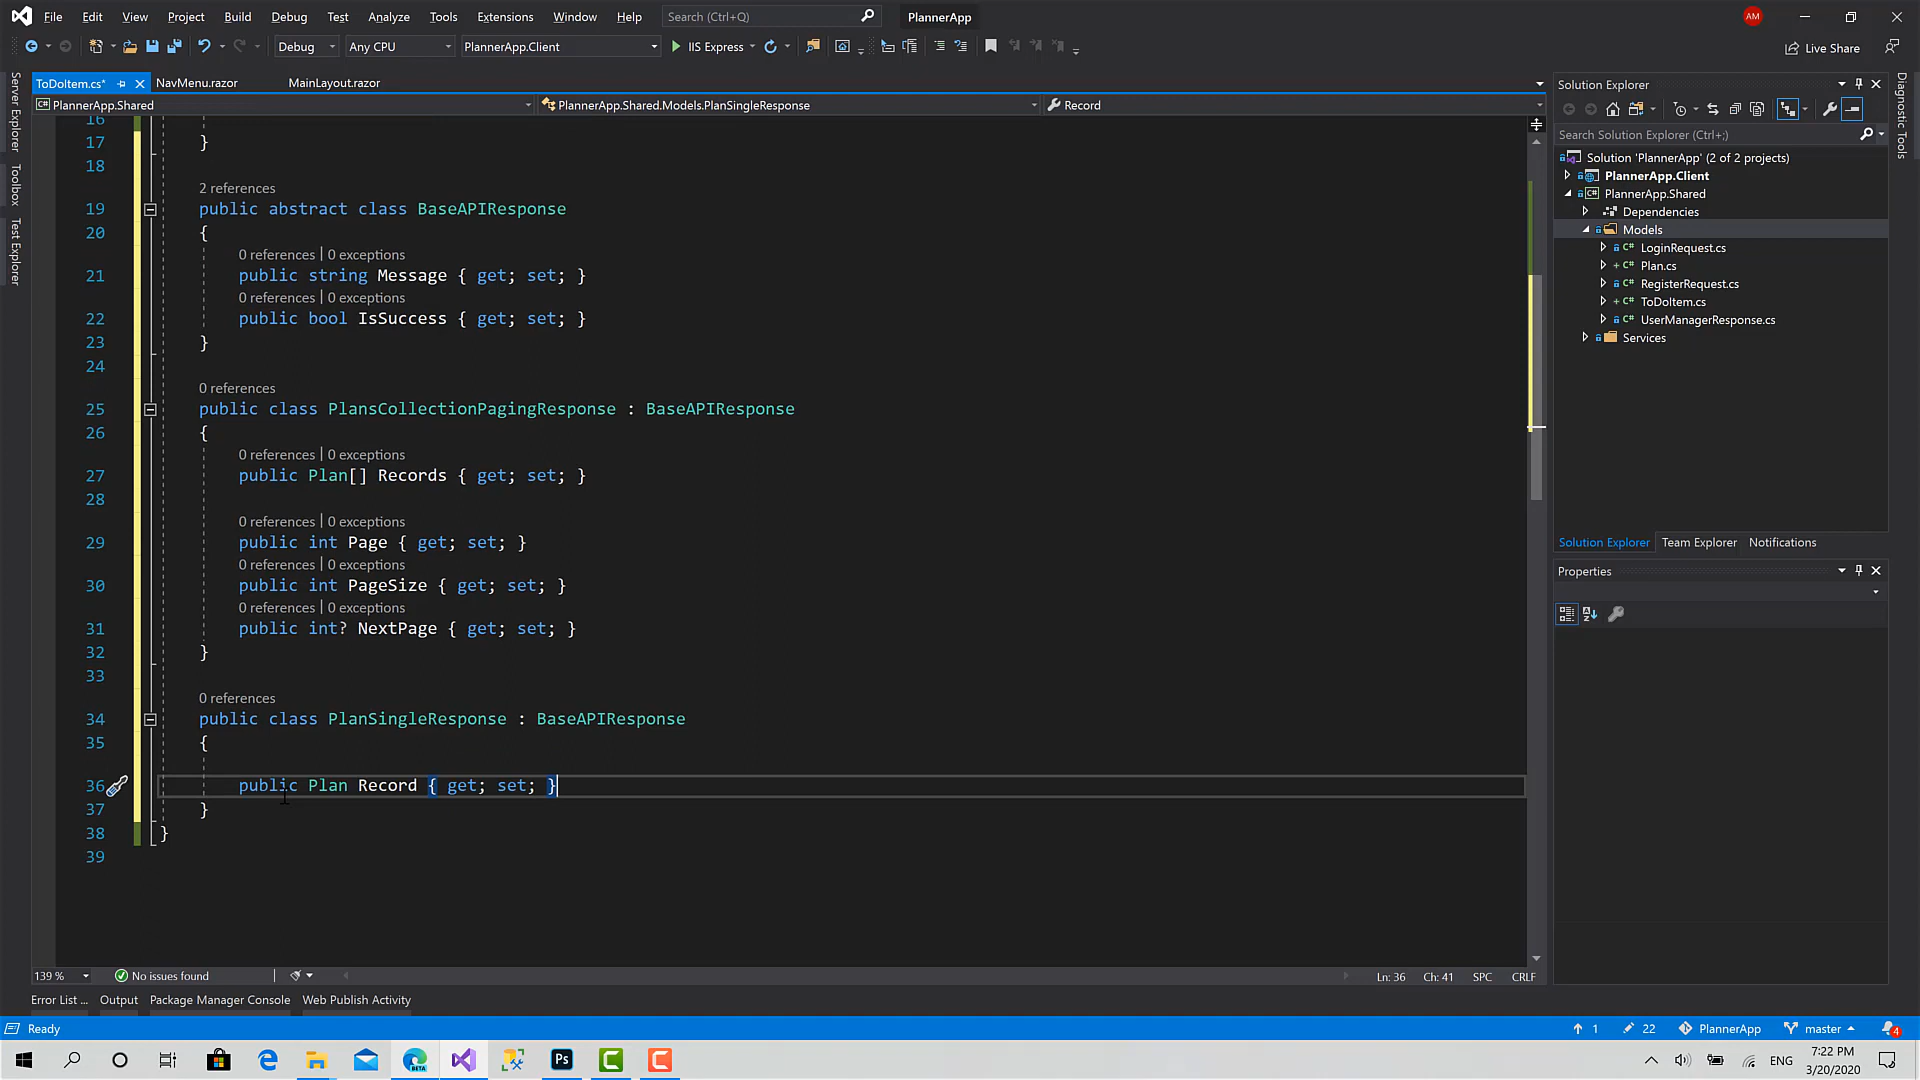 File Edit View Project Build Debug Test Analyze Tools Extensions Window Help Search (Ctrl+Q) PlannerApp AM
Debug Any CPU PlannerApp.Client IIS Express Live Share
Server Explorer
Toolbox
Test Explorer
ToDoItem.cs* NavMenu.razor MainLayout.razor
PlannerApp.Shared PlannerApp.Shared.Models.PlanSingleResponse Record
16
17 }
18
2 references
19 public abstract class BaseAPIResponse
20 {
0 references | 0 exceptions
21 public string Message { get; set; }
0 references | 0 exceptions
22 public bool IsSuccess { get; set; }
23 }
24
0 references
25 public class PlansCollectionPagingResponse : BaseAPIResponse
26 {
0 references | 0 exceptions
27 public Plan[] Records { get; set; }
28
0 references | 0 exceptions
29 public int Page { get; set; }
0 references | 0 exceptions
30 public int PageSize { get; set; }
0 references | 0 exceptions
31 public int? NextPage { get; set; }
32 }
33
0 references
34 public class PlanSingleResponse : BaseAPIResponse
35 {
36 public Plan Record { get; set; }
37 }
38 }
39
139 % No issues found Ln: 36 Ch: 41 SPC CRLF
Error List ... Output Package Manager Console Web Publish Activity
Solution Explorer
Search Solution Explorer (Ctrl+;)
Solution 'PlannerApp' (2 of 2 projects)
PlannerApp.Client
PlannerApp.Shared
Dependencies
Models
LoginRequest.cs
Plan.cs
RegisterRequest.cs
ToDoItem.cs
UserManagerResponse.cs
Services
Solution Explorer Team Explorer Notifications
Properties
Diagnostic Tools
Ready 1 22 PlannerApp master 4
BETA Ps ENG 7:22 PM
3/20/2020